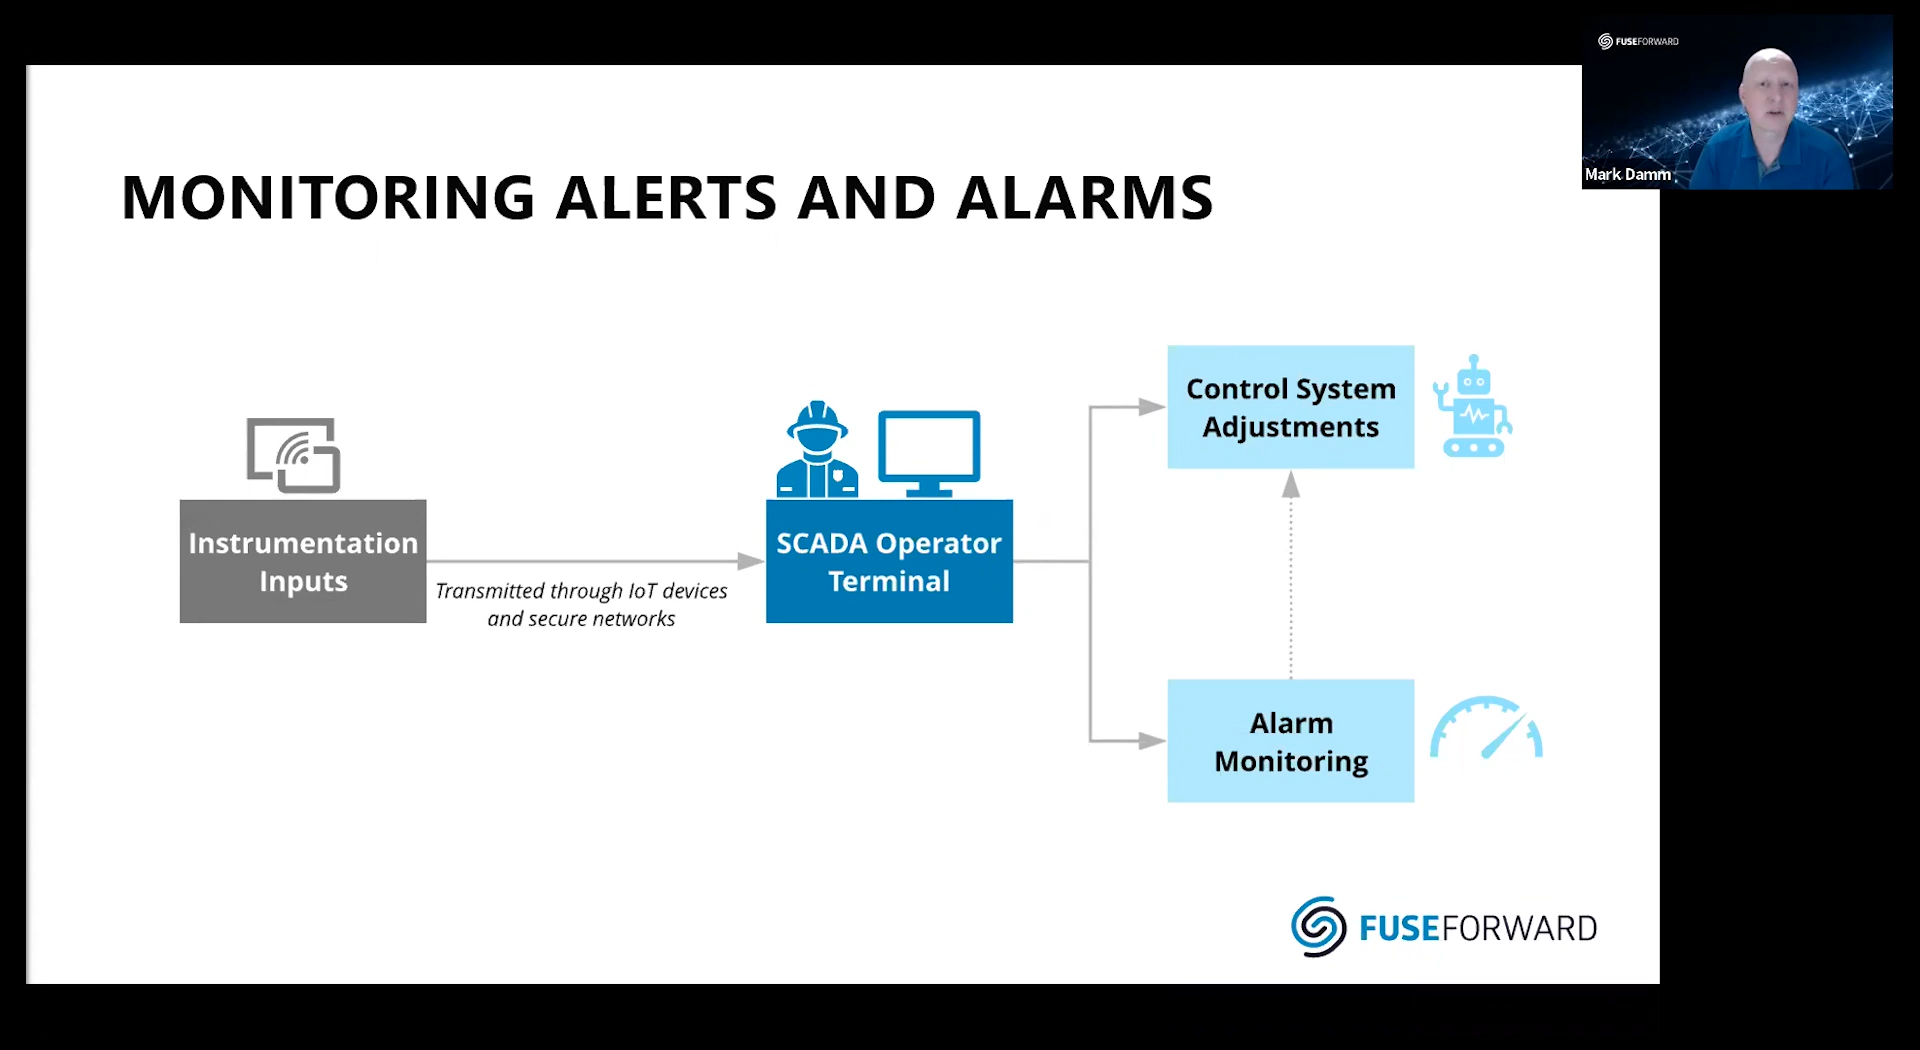 FUSEFORWARD
Mark Damm
MONITORING ALERTS AND ALARMS
Instrumentation
Inputs
Transmitted through IoT devices
and secure networks
SCADA Operator
Terminal
Control System
Adjustments
Alarm
Monitoring
FUSEFORWARD